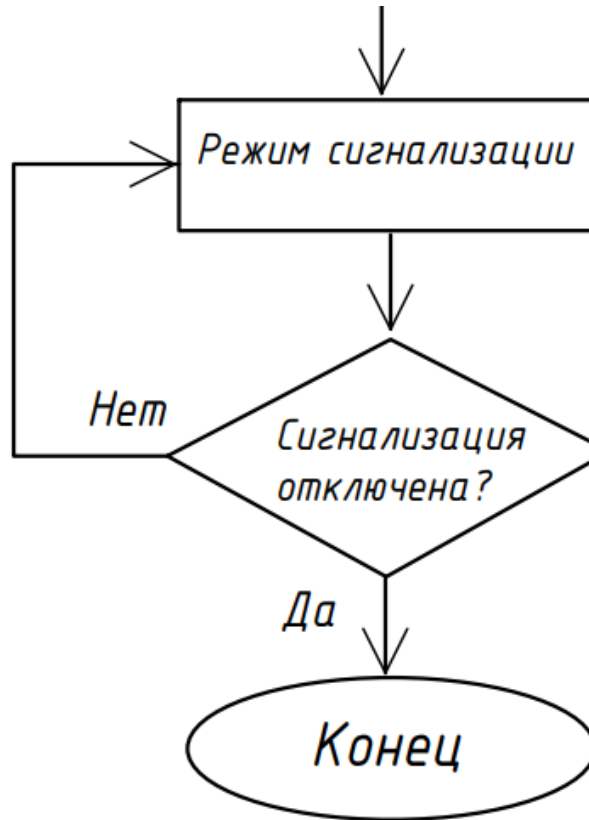 Режим сигнализации
Нет
Сигнализация
отключена?
Да
Конец